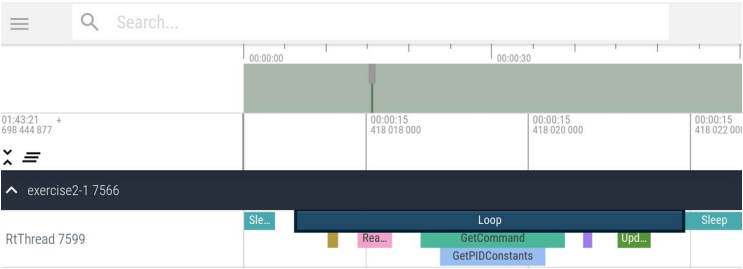 Search...
00:00:00
00:00:30
01:43:21 +
698 444 877
00:00:15
418 018 000
00:00:15
418 020 000
00:00:15
418 022 000
exercise2-1 7566
Sle... Loop Sleep
RtThread 7599
Rea... GetCommand Upd...
GetPIDConstants